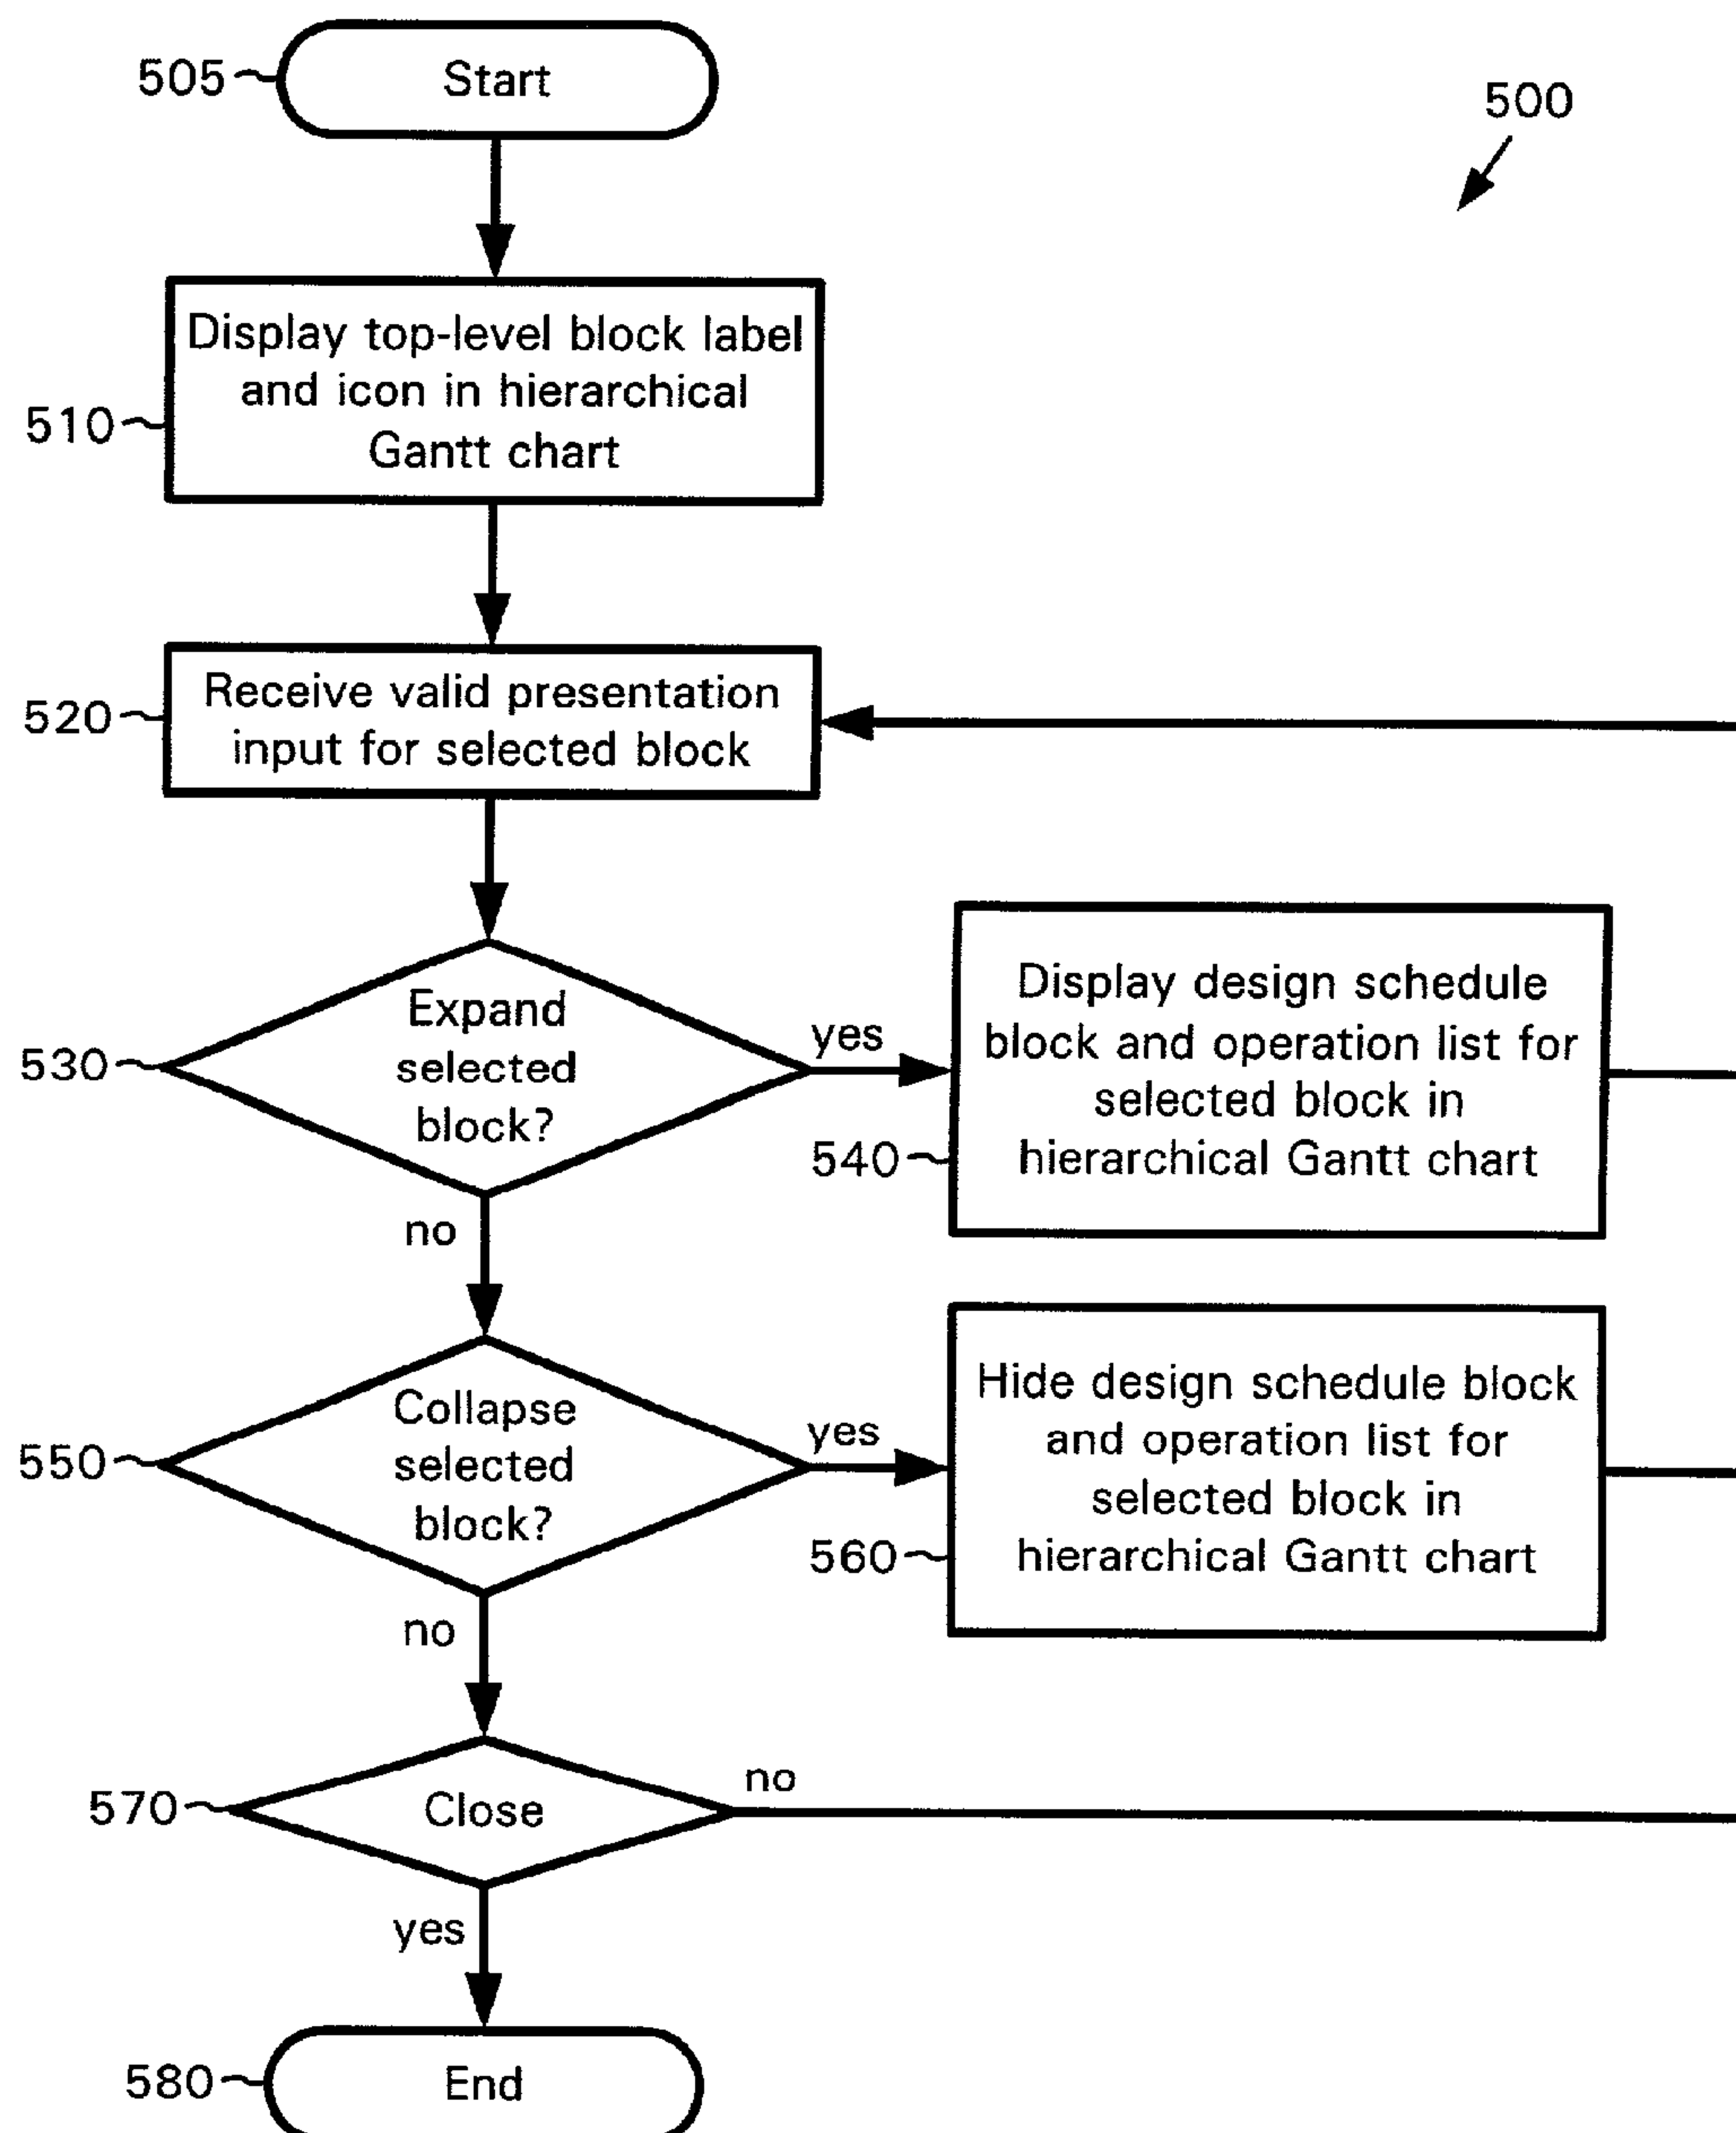 505
Start
500
510
Display top-level block label
and icon in hierarchical
Gantt chart
520
Receive valid presentation
input for selected block
530
Expand
selected
block?
yes
no
540
Display design schedule
block and operation list for
selected block in
hierarchical Gantt chart
550
Collapse
selected
block?
yes
no
560
Hide design schedule block
and operation list for
selected block in
hierarchical Gantt chart
570
Close
no
yes
580
End